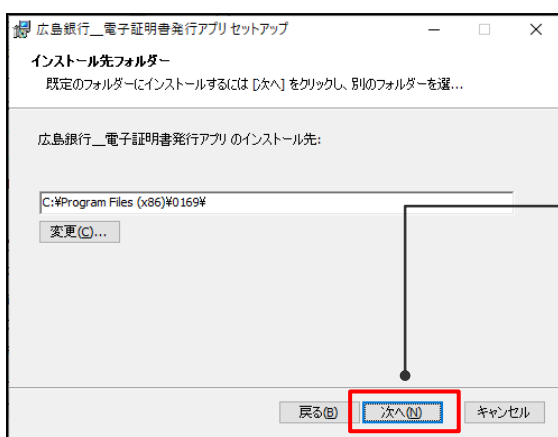 広島銀行__電子証明書発行アプリ セットアップ
インストール先フォルダー
既定のフォルダーにインストールするには [次へ] をクリックし、別のフォルダーを選...
広島銀行__電子証明書発行アプリ のインストール先:
C:¥Program Files (x86)¥0169¥
変更(C)...
戻る(B) 次へ(N) キャンセル